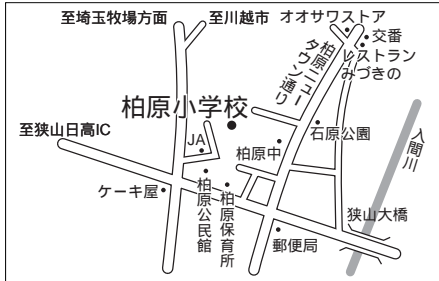 至埼玉牧場方面
至川越市
オオサワストア
交番
レストラン
みづきの
柏原ニュー
タウン通り
柏原小学校
至狭山日高IC
JA
柏原中
石原公園
入間川
ケーキ屋
柏原公民館
柏原保育所
狭山大橋
郵便局